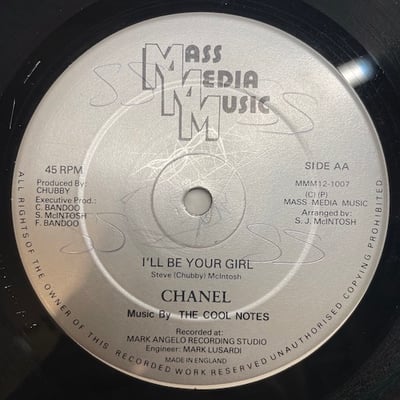 MASS
MEDIA
MUSIC
45 RPM
SIDE AA
Produced By:
CHUBBY
Executive Prod.:
C. BANDOO
S. McINTOSH
F. BANDOO
MMM12-1007
(C) (P)
MASS MEDIA MUSIC
Arranged by:
S. J. McINTOSH
I'LL BE YOUR GIRL
Steve (Chubby) McIntosh
CHANEL
Music By THE COOL NOTES
Recorded at:
MARK ANGELO RECORDING STUDIO
Engineer: MARK LUSARDI
MADE IN ENGLAND
ALL RIGHTS OF THE OWNER OF THIS RECORDED WORK RESERVED UNAUTHORISED COPYING PROHIBITED